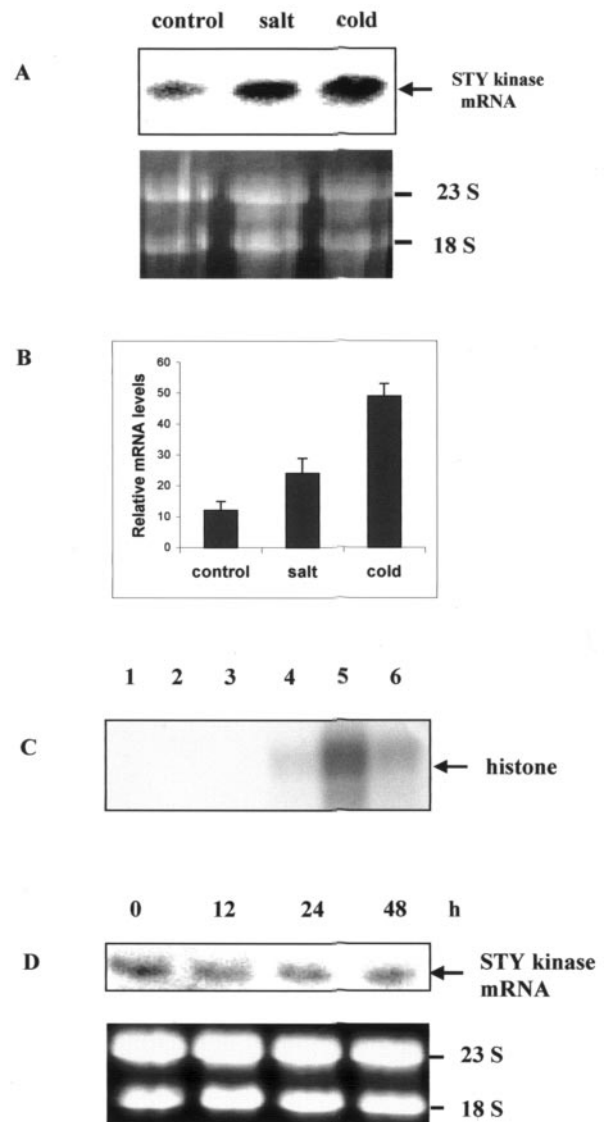 control salt cold
A
STY kinase
mRNA
23 S
18 S
B
Relative mRNA levels
60
50
40
30
20
10
0
control salt cold
1 2 3 4 5 6
C
histone
0 12 24 48 h
D
STY kinase
mRNA
23 S
18 S